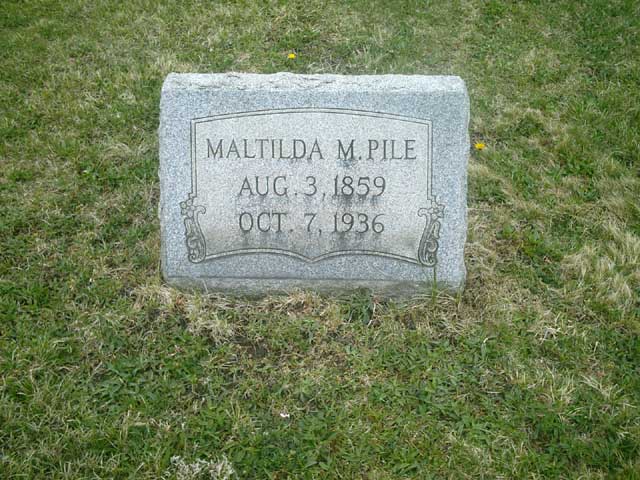 MALTILDA M. PILE
AUG. 3, 1859
OCT. 7, 1936